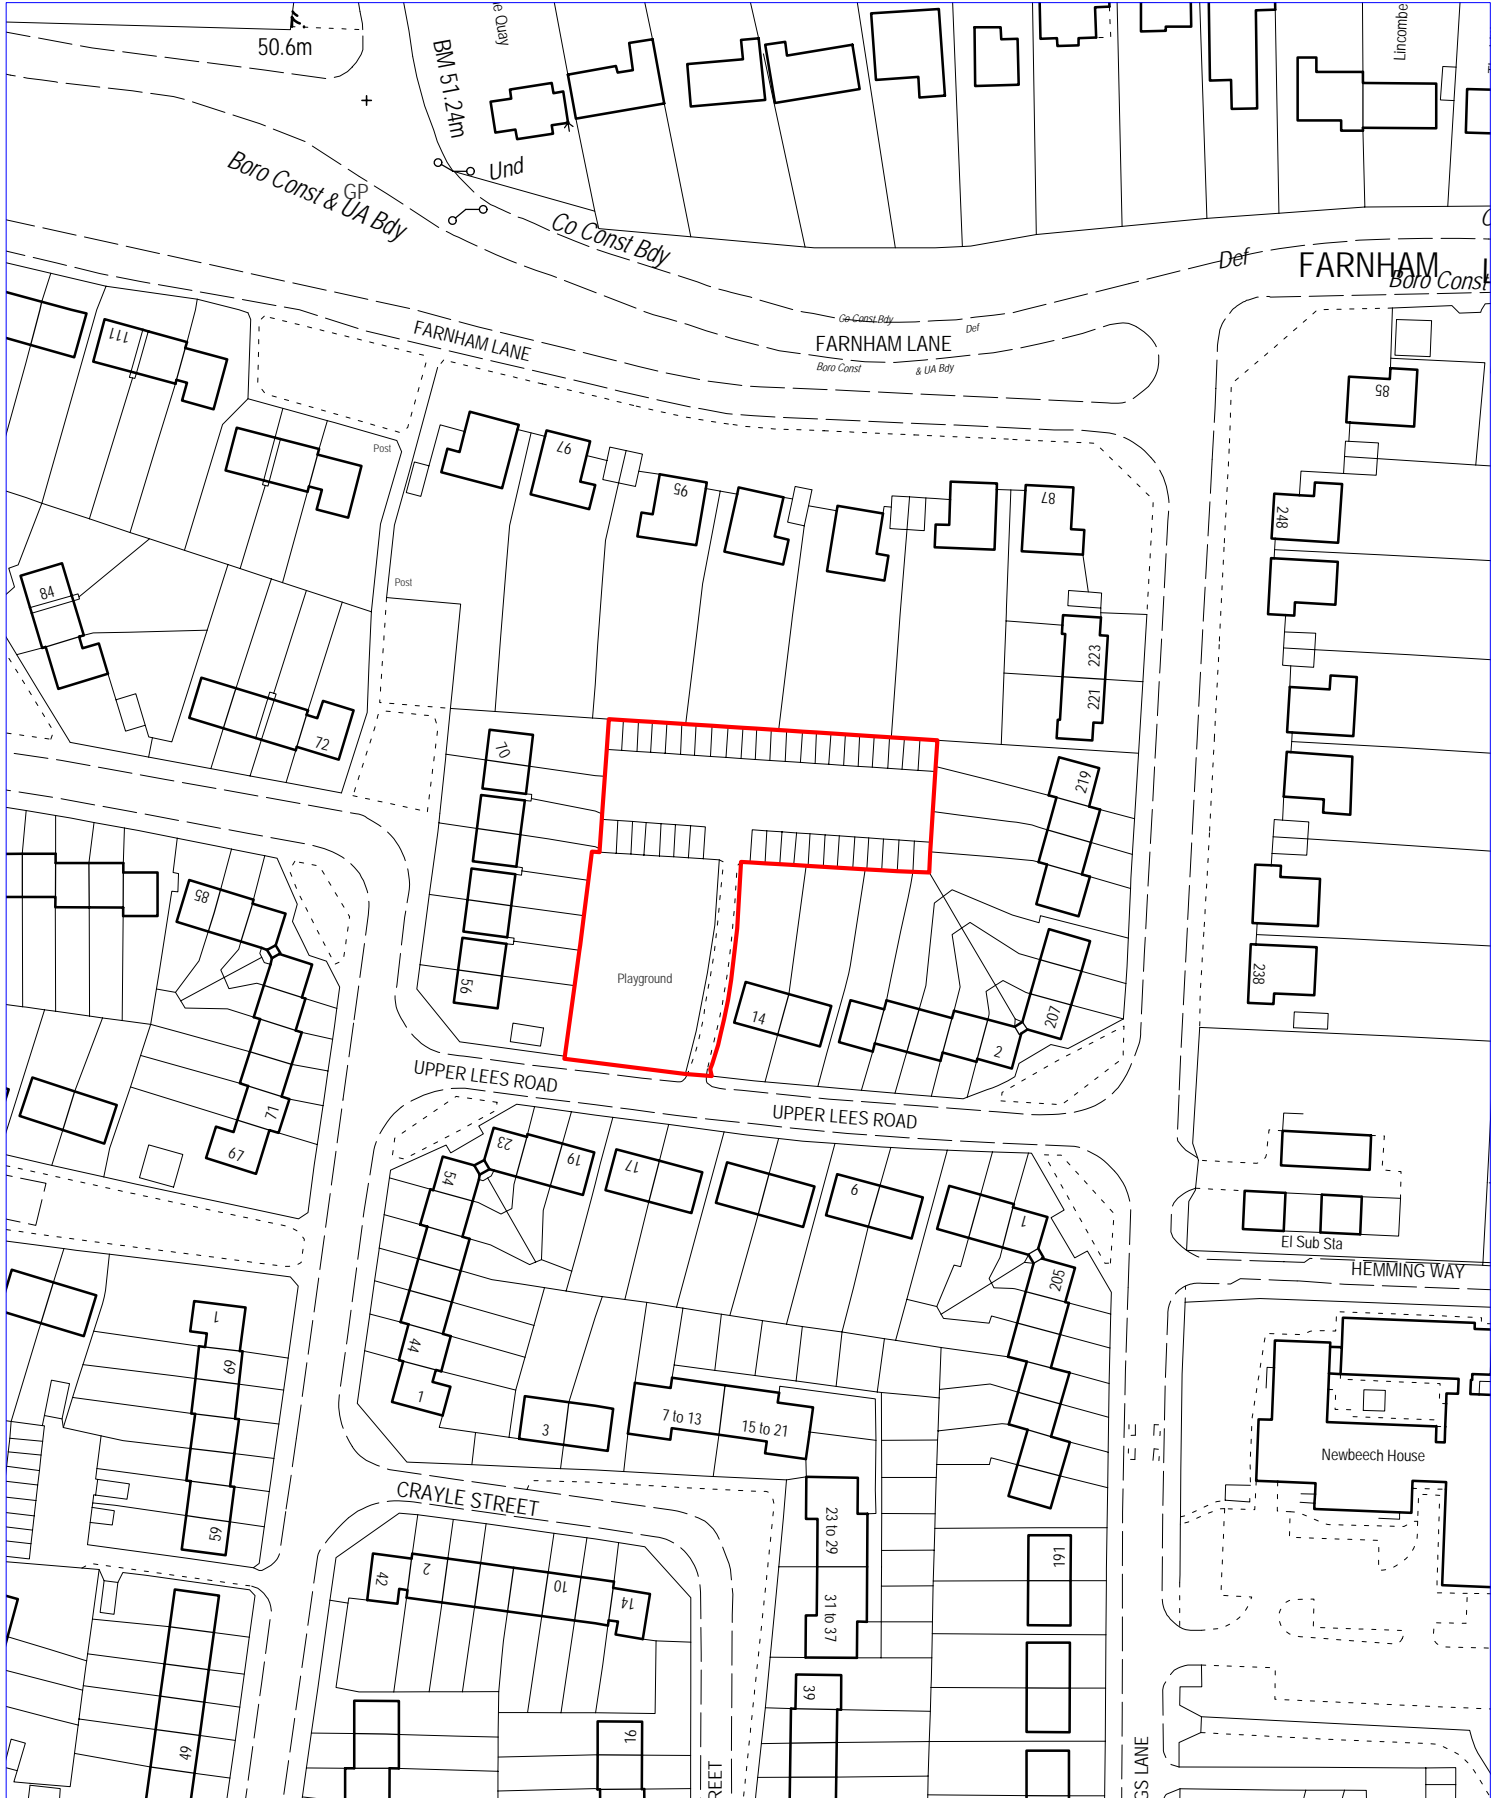 50.6m
BM 51.24m
e Quay
Lincombe
Und
Boro Const & UA Bdy
GP
Co Const Bdy
Def
FARNHAM
Boro Const
Co Const Bdy
Def
FARNHAM LANE
Boro Const
& UA Bdy
FARNHAM LANE
111
85
Post
97
95
87
248
Post
84
223
221
72
70
219
85
56
Playground
14
2
207
238
UPPER LEES ROAD
UPPER LEES ROAD
71
67
23
19
17
9
1
54
205
El Sub Sta
HEMMING WAY
1
69
44
1
3
7 to 13
15 to 21
Newbeech House
59
CRAYLE STREET
23 to 29
191
42
2
10
14
31 to 37
39
16
49
REET
GS LANE